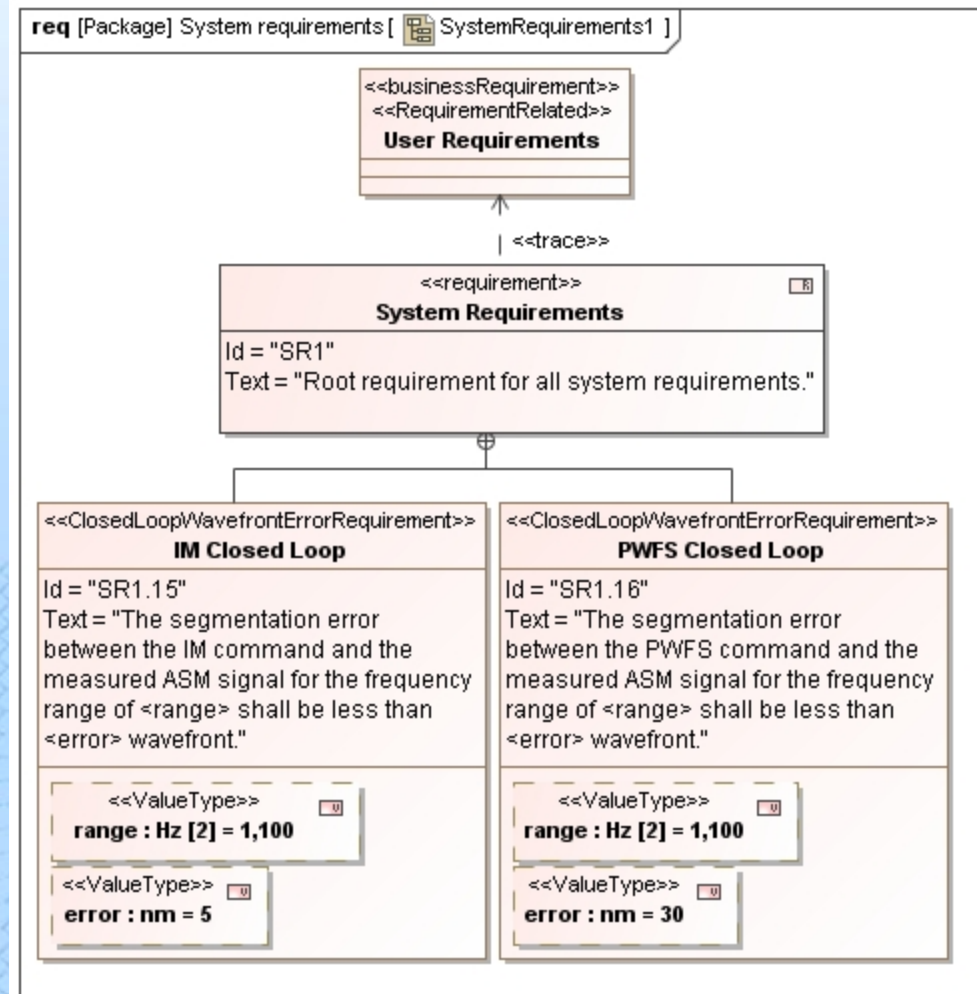 req [Package] System requirements [ SystemRequirements1 ]
<<businessRequirement>>
<<RequirementRelated>>
User Requirements
<<trace>>
<<requirement>>
R
System Requirements
Id = "SR1"
Text = "Root requirement for all system requirements."
<<ClosedLoopWavefrontErrorRequirement>>
IM Closed Loop
Id = "SR1.15"
Text = "The segmentation error
between the IM command and the
measured ASM signal for the frequency
range of <range> shall be less than
<error> wavefront."
<<ValueType>>
range : Hz [2] = 1,100
<<ValueType>>
error : nm = 5
<<ClosedLoopWavefrontErrorRequirement>>
PWFS Closed Loop
Id = "SR1.16"
Text = "The segmentation error
between the PWFS command and the
measured ASM signal for the frequency
range of <range> shall be less than
<error> wavefront."
<<ValueType>>
range : Hz [2] = 1,100
<<ValueType>>
error : nm = 30